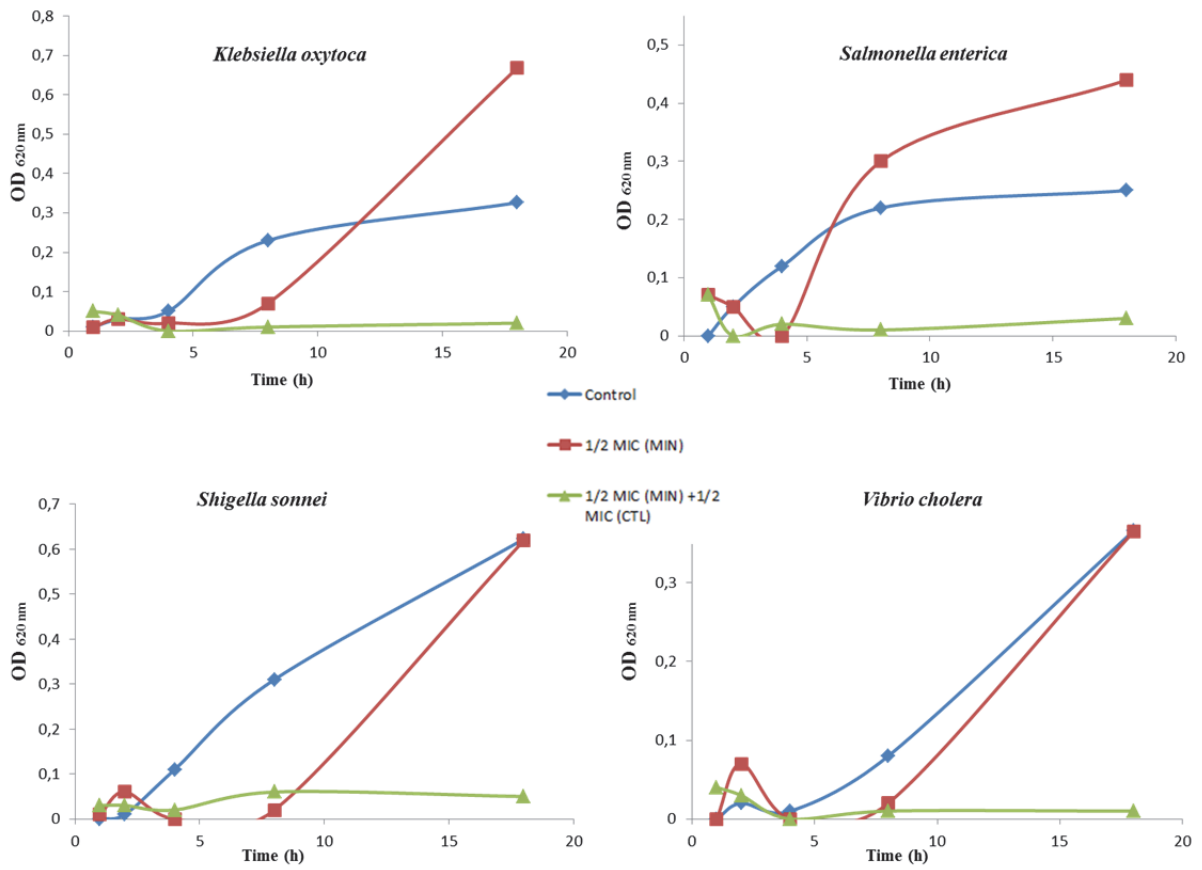 Klebsiella oxytoca
0,8
0,7
0,6
0,5
0,4
0,3
0,2
0,1
0
0
5
10
15
20
OD 620 nm
Time (h)
Salmonella enterica
0,5
0,4
0,3
0,2
0,1
0
0
5
10
15
20
OD 620 nm
Time (h)
Control
1/2 MIC (MIN)
1/2 MIC (MIN) +1/2
MIC (CTL)
Shigella sonnei
0,7
0,6
0,5
0,4
0,3
0,2
0,1
0
0
5
10
15
20
OD 620 nm
Time (h)
Vibrio cholera
0,3
0,2
0,1
0
0
5
10
15
20
OD 620 nm
Time (h)